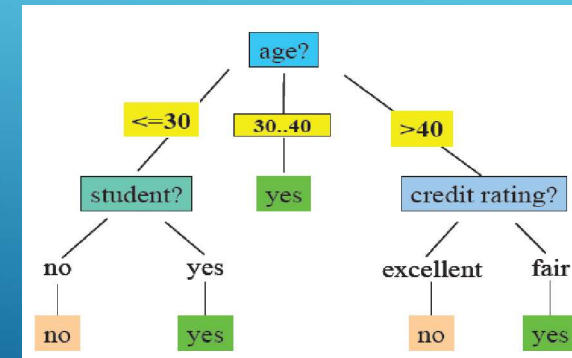 age?
<=30 30..40 >40
student? yes credit rating?
no yes excellent fair
no yes no yes